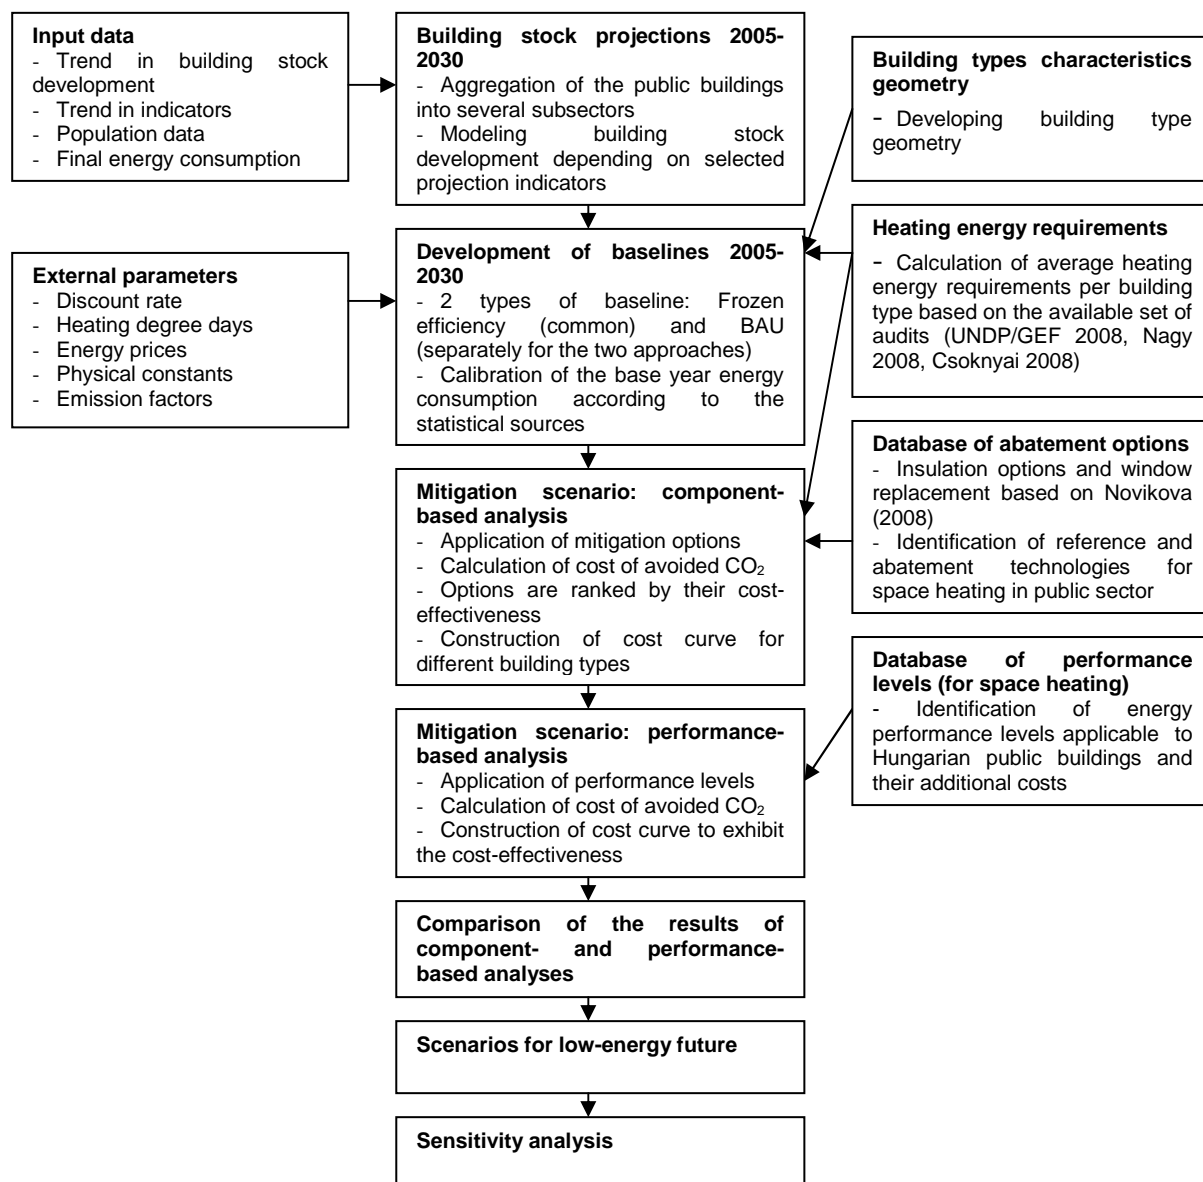 Input data
- Trend in building stock
development
- Trend in indicators
- Population data
- Final energy consumption
Building stock projections 2005-
2030
- Aggregation of the public buildings
into several subsectors
- Modeling building stock
development depending on selected
projection indicators
Building types characteristics
geometry
- Developing building type
geometry
External parameters
- Discount rate
- Heating degree days
- Energy prices
- Physical constants
- Emission factors
Development of baselines 2005-
2030
- 2 types of baseline: Frozen
efficiency (common) and BAU
(separately for the two approaches)
- Calibration of the base year energy
consumption according to the
statistical sources
Heating energy requirements
- Calculation of average heating
energy requirements per building
type based on the available set of
audits (UNDP/GEF 2008, Nagy
2008, Csoknyai 2008)
Mitigation scenario: component-
based analysis
- Application of mitigation options
- Calculation of cost of avoided CO₂
- Options are ranked by their cost-
effectiveness
- Construction of cost curve for
different building types
Database of abatement options
- Insulation options and window
replacement based on Novikova
(2008)
- Identification of reference and
abatement technologies for
space heating in public sector
Mitigation scenario: performance-
based analysis
- Application of performance levels
- Calculation of cost of avoided CO₂
- Construction of cost curve to exhibit
the cost-effectiveness
Database of performance
levels (for space heating)
- Identification of energy
performance levels applicable to
Hungarian public buildings and
their additional costs
Comparison of the results of
component- and performance-
based analyses
Scenarios for low-energy future
Sensitivity analysis